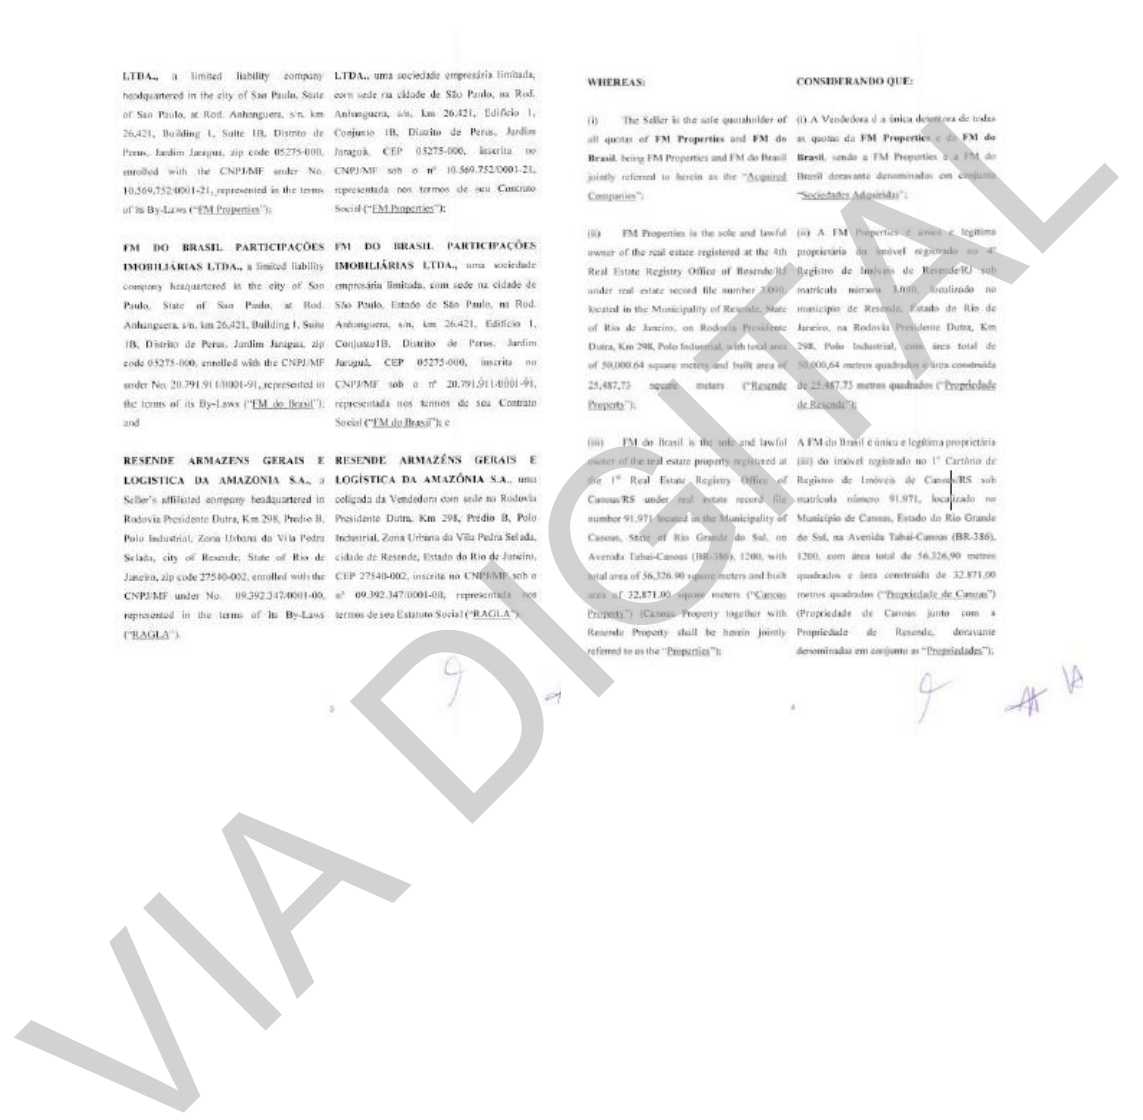 LTDA., a limited liability company
headquartered in the city of Sao Paulo, State
of Sao Paulo, at Rod. Anhanguera, s/n, km
26,421, Building 1, Suite 1B, Distrito de
Perus, Jardim Jaragua, zip code 05275-000,
enrolled with the CNPJ/MF under No.
10.569.752/0001-21, represented in the terms
of its By-Laws ("FM Properties");
FM DO BRASIL PARTICIPAÇÕES
IMOBILIÁRIAS LTDA., a limited liability
company headquartered in the city of San
Paulo, State of San Paulo, at Rod.
Anhanguera, s/n, km 26,421, Building 1, Suite
1B, Distrito de Perus, Jardim Jaragua, zip
code 05275-000, enrolled with the CNPJ/MF
under No. 20.791.911/0001-91, represented in
the terms of its By-Laws ("FM do Brasil");
and
RESENDE ARMAZENS GERAIS E
LOGISTICA DA AMAZONIA S.A., a
Seller's affiliated company headquartered in
Rodovia Presidente Dutra, Km 298, Predio B,
Polo Industrial, Zona Urbana da Vila Pedra
Selada, city of Resende, State of Rio de
Janeiro, zip code 27540-002, enrolled with the
CNPJ/MF under No. 09.392.347/0001-00,
represented in the terms of its By-Laws
("RAGLA").
LTDA., uma sociedade empresária limitada,
com sede na cidade de São Paulo, na Rod.
Anhanguera, s/n, km 26,421, Edifício 1,
Conjunto 1B, Distrito de Perus, Jardim
Jaraguá, CEP 05275-000, inscrita no
CNPJ/MF sob o nº 10.569.752/0001-21,
representada nos termos de seu Contrato
Social ("FM Properties");
FM DO BRASIL PARTICIPAÇÕES
IMOBILIÁRIAS LTDA., uma sociedade
empresária limitada, com sede na cidade de
São Paulo, Estado de São Paulo, na Rod.
Anhanguera, s/n, km 26,421, Edifício 1,
Conjunto1B, Distrito de Perus, Jardim
Jaraguá, CEP 05275-000, inscrita no
CNPJ/MF sob o nº 20.791.911/0001-91,
representada nos termos de seu Contrato
Social ("FM do Brasil"); e
RESENDE ARMAZÉNS GERAIS E
LOGÍSTICA DA AMAZÔNIA S.A., uma
coligada da Vendedora com sede na Rodovia
Presidente Dutra, Km 298, Prédio B, Polo
Industrial, Zona Urbana da Vila Pedra Selada,
cidade de Resende, Estado do Rio de Janeiro,
CEP 27540-002, inscrita no CNPJ/MF sob o
nº 09.392.347/0001-00, representada nos
termos de seu Estatuto Social ("RAGLA").
3
WHEREAS:
(i) The Seller is the sole quotaholder of
all quotas of FM Properties and FM do
Brasil, being FM Properties and FM do Brasil
jointly referred to herein as the "Acquired
Companies";
(ii) FM Properties is the sole and lawful
owner of the real estate registered at the 4th
Real Estate Registry Office of Resende/RJ
under real estate record file number 3.090,
located in the Municipality of Resende, State
of Rio de Janeiro, on Rodovia Presidente
Dutra, Km 298, Polo Industrial, with total area
of 50,000.64 square meters and built area of
25,487.73 square meters ("Resende
Property");
(iii) FM do Brasil is the sole and lawful
owner of the real estate property registered at
the 1st Real Estate Registry Office of
Canoas/RS under real estate record file
number 91.971 located in the Municipality of
Canoas, State of Rio Grande do Sul, on
Avenida Tabaí-Canoas (BR-386), 1200, with
total area of 56,326.90 square meters and built
area of 32,871.00 square meters ("Canoas
Property") (Canoas Property together with
Resende Property shall be herein jointly
referred to as the "Properties");
CONSIDERANDO QUE:
(i) A Vendedora é a única detentora de todas
as quotas da FM Properties e da FM do
Brasil, sendo a FM Properties e a FM do
Brasil doravante denominadas em conjunto
"Sociedades Adquiridas";
(ii) A FM Properties é única e legítima
proprietária do imóvel registrado no 4º
Registro de Imóveis de Resende/RJ sob
matrícula número 3.090, localizado no
município de Resende, Estado do Rio de
Janeiro, na Rodovia Presidente Dutra, Km
298, Polo Industrial, com área total de
50.000,64 metros quadrados e área construída
de 25.487,73 metros quadrados ("Propriedade
de Resende");
A FM do Brasil é única e legítima proprietária
(iii) do imóvel registrado no 1º Cartório de
Registro de Imóveis de Canoas/RS sob
matrícula número 91.971, localizado no
Município de Canoas, Estado do Rio Grande
do Sul, na Avenida Tabaí-Canoas (BR-386),
1200, com área total de 56.326,90 metros
quadrados e área construída de 32.871,00
metros quadrados ("Propriedade de Canoas")
(Propriedade de Canoas junto com a
Propriedade de Resende, doravante
denominadas em conjunto as "Propriedades");
4
VIA DIGITAL